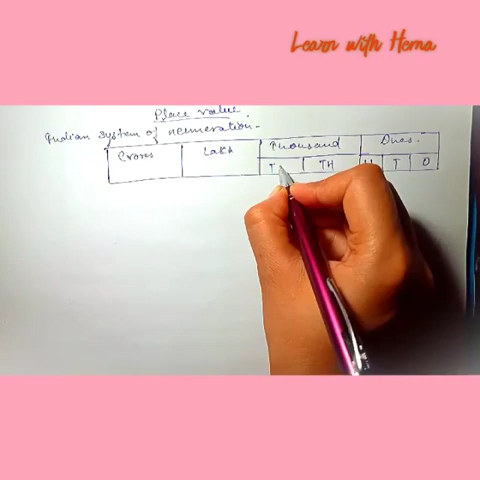 Learn with Hema
Place value
Indian system of numeration-
Crores Lakh Thousand Ones.
T TH H T O